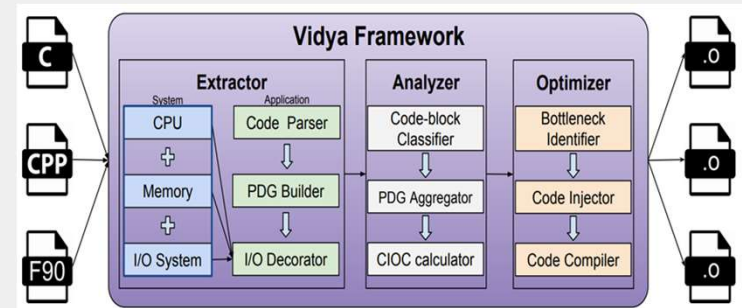 Vidya Framework
C
CPP
F90
Extractor
System
CPU
Memory
I/O System
Application
Code Parser
PDG Builder
I/O Decorator
Analyzer
Code-block
Classifier
PDG Aggregator
CIOC calculator
Optimizer
Bottleneck
Identifier
Code Injector
Code Compiler
.o
.o
.o